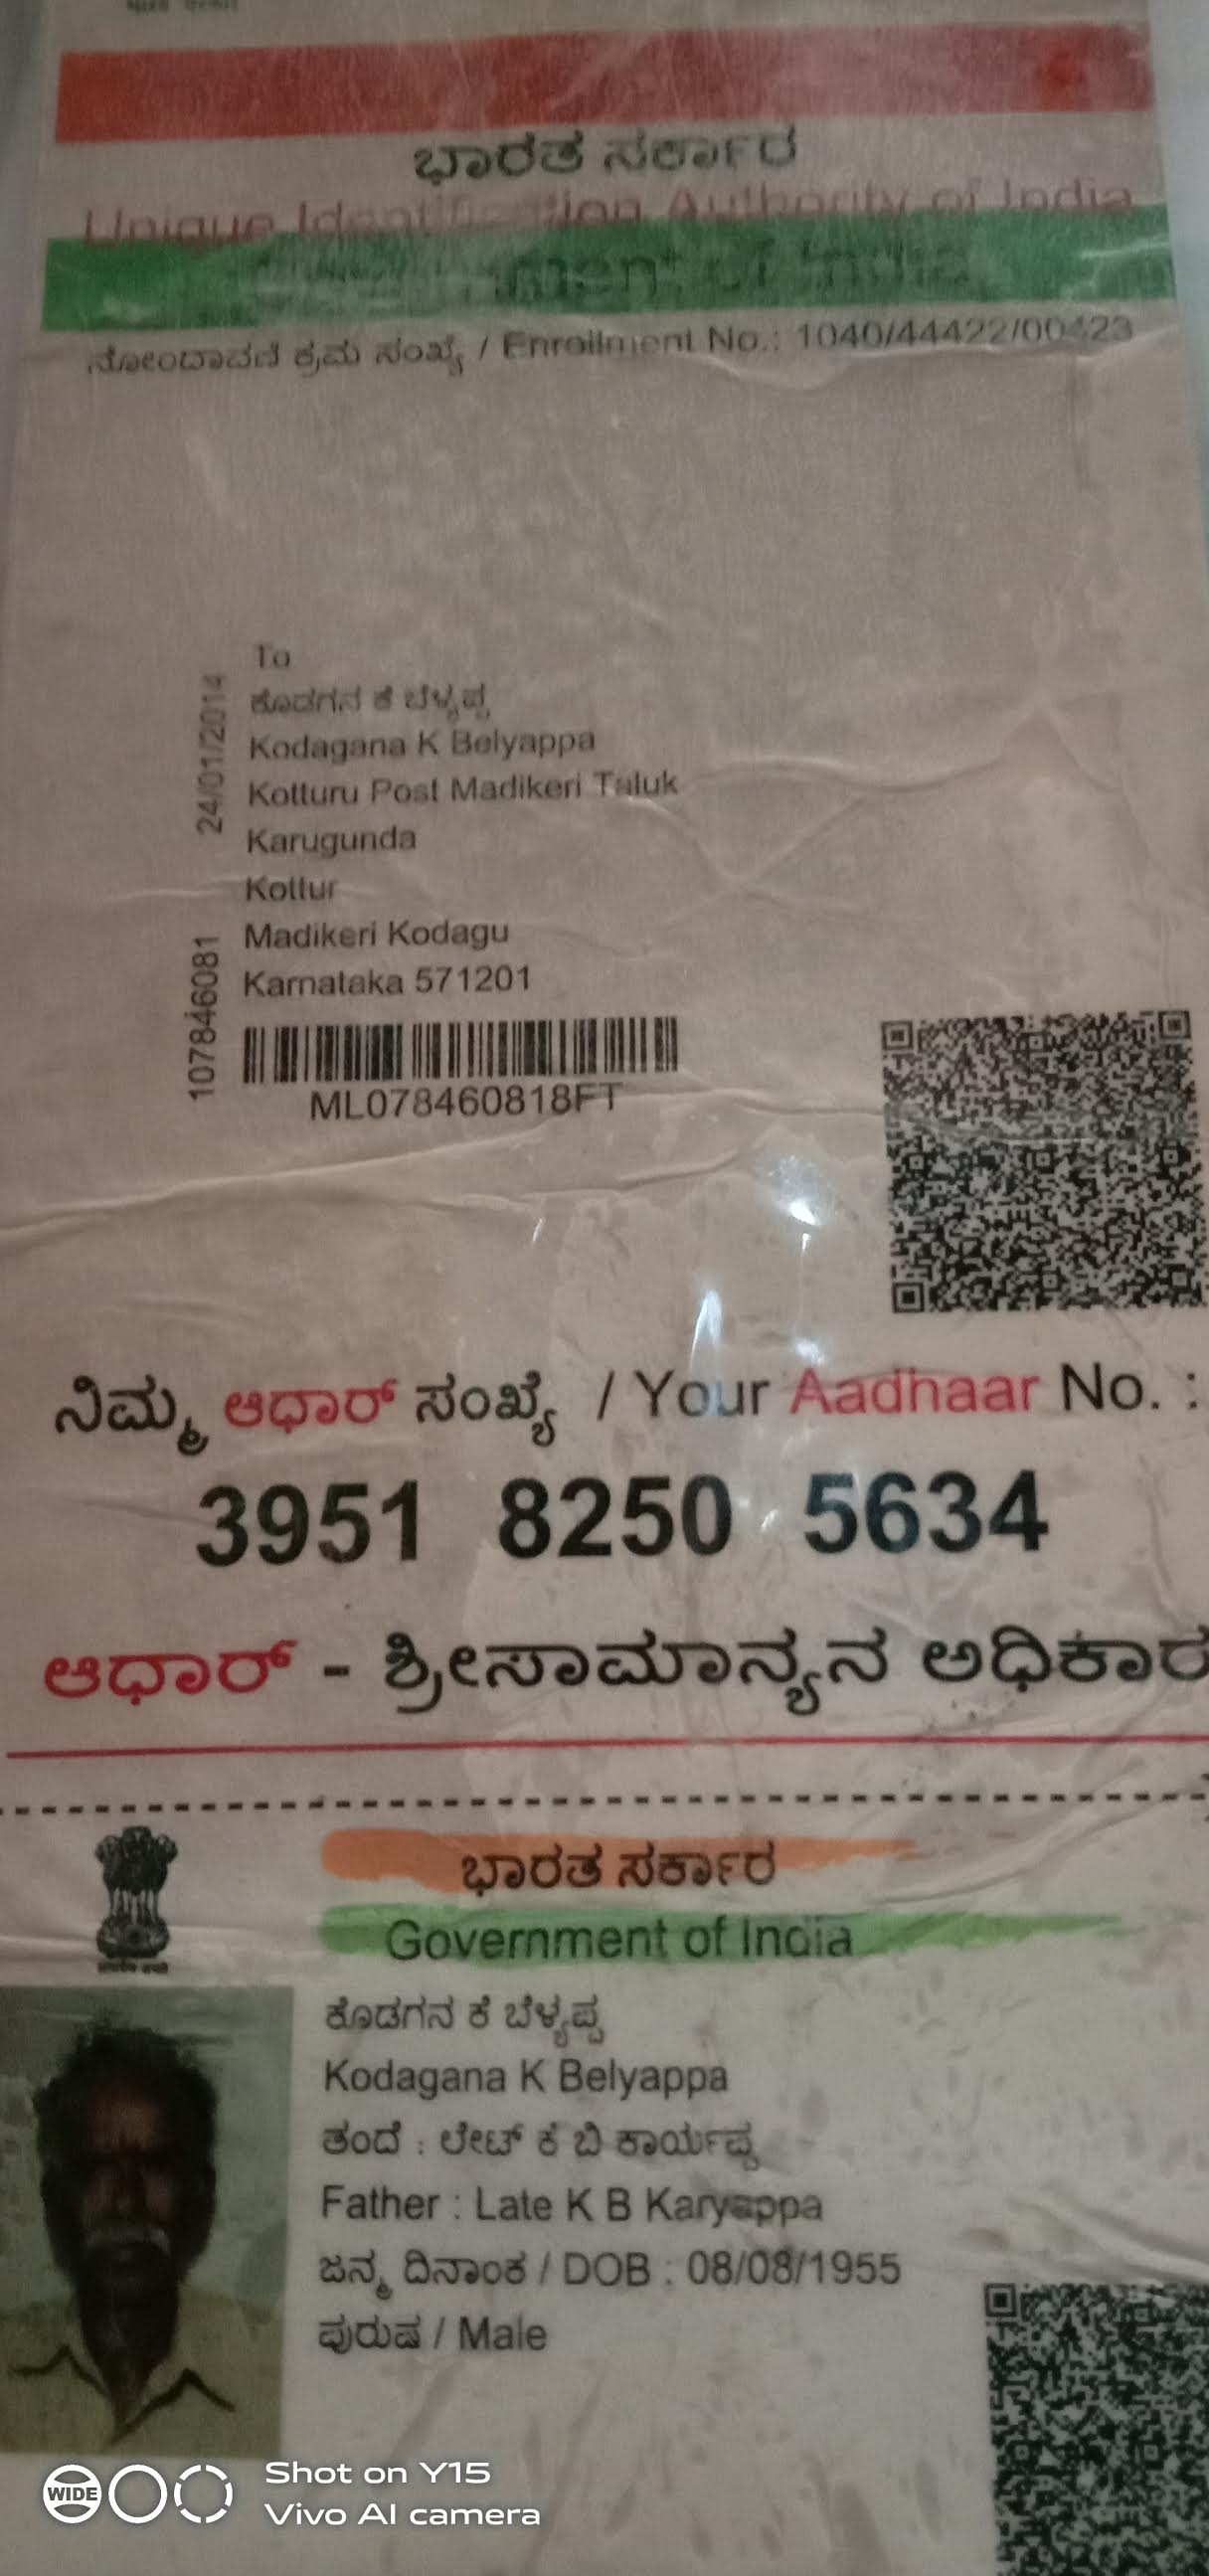 ಭಾರತ ಸರ್ಕಾರ
Unique Identification Authority of India
ment of India
ನೋಂದಾವಣಿ ಕ್ರಮ ಸಂಖ್ಯೆ / Enrollment No.: 1040/44422/00423
24/01/2014
107846081
To
ಕೊಡಗನ ಕೆ ಬೆಳ್ಯಪ್ಪ
Kodagana K Belyappa
Kotturu Post Madikeri Taluk
Karugunda
Kottur
Madikeri Kodagu
Karnataka 571201
ML078460818FT
ನಿಮ್ಮ ಆಧಾರ್ ಸಂಖ್ಯೆ / Your Aadhaar No. :
3951 8250 5634
ಆಧಾರ್ - ಶ್ರೀಸಾಮಾನ್ಯನ ಅಧಿಕಾರ
ಭಾರತ ಸರ್ಕಾರ
Government of India
ಕೊಡಗನ ಕೆ ಬೆಳ್ಯಪ್ಪ
Kodagana K Belyappa
ತಂದೆ : ಲೇಟ್ ಕೆ ಬಿ ಕಾರ್ಯಪ್ಪ
Father : Late K B Karyappa
ಜನ್ಮ ದಿನಾಂಕ / DOB : 08/08/1955
ಪುರುಷ / Male
WIDE
Shot on Y15
Vivo AI camera